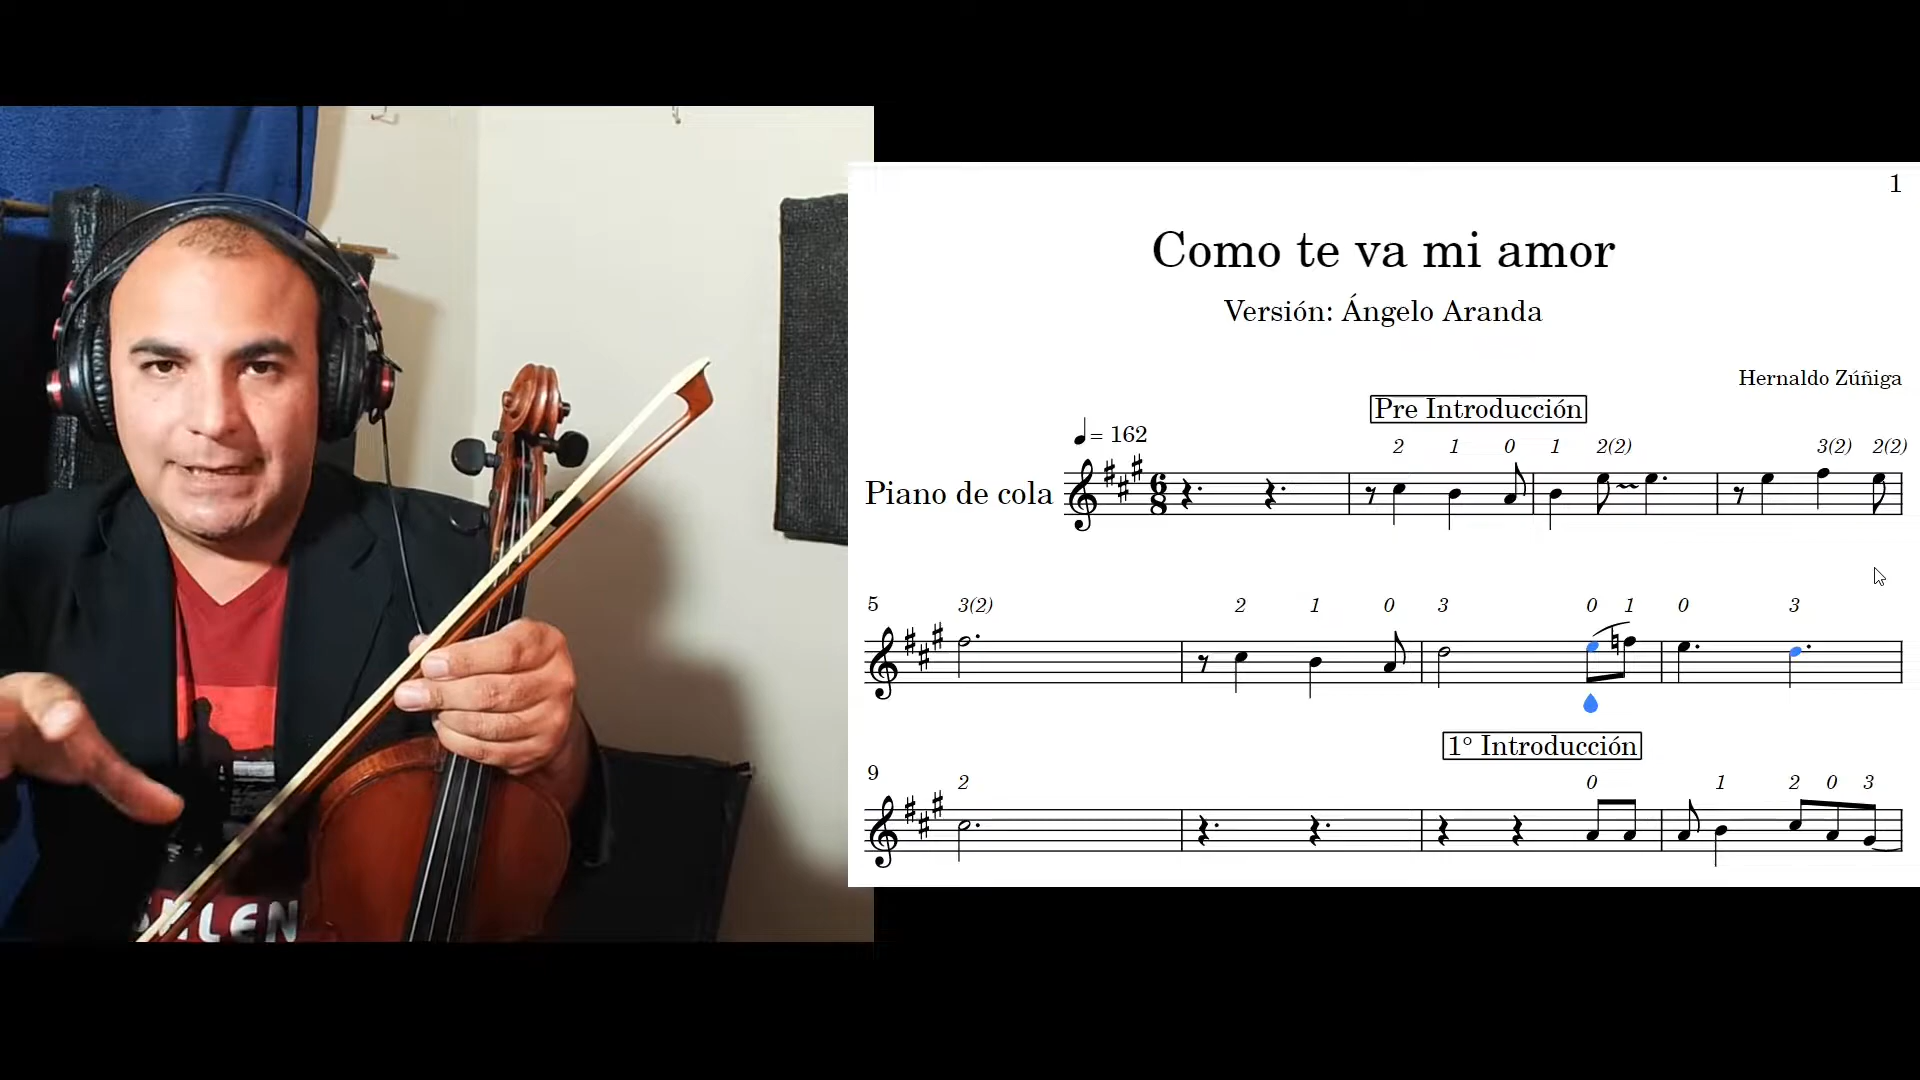 1
Como te va mi amor
Versión: Ángelo Aranda
Hernaldo Zúñiga
Pre Introducción
= 162
2 1 0 1 2(2) 3(2) 2(2)
Piano de cola
6
8
5 3(2) 2 1 0 3 0 1 0 3
1° Introducción
9 2 0 1 2 0 3